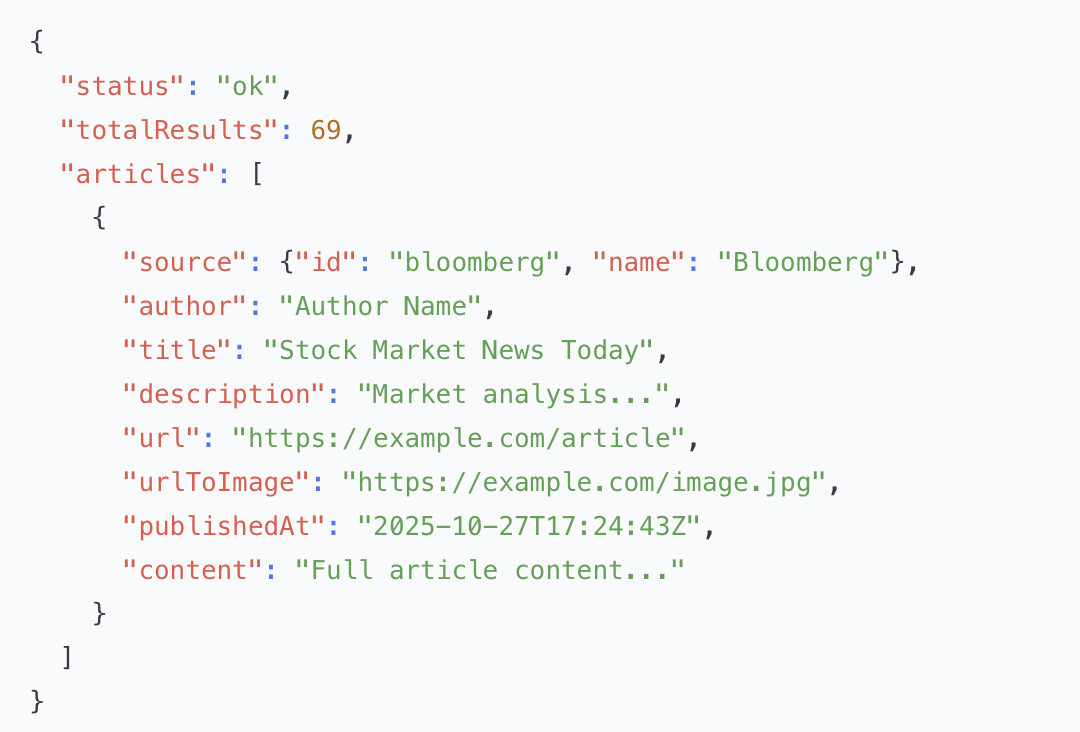 {
  "status": "ok",
  "totalResults": 69,
  "articles": [
    {
      "source": {"id": "bloomberg", "name": "Bloomberg"},
      "author": "Author Name",
      "title": "Stock Market News Today",
      "description": "Market analysis...",
      "url": "https://example.com/article",
      "urlToImage": "https://example.com/image.jpg",
      "publishedAt": "2025-10-27T17:24:43Z",
      "content": "Full article content..."
    }
  ]
}